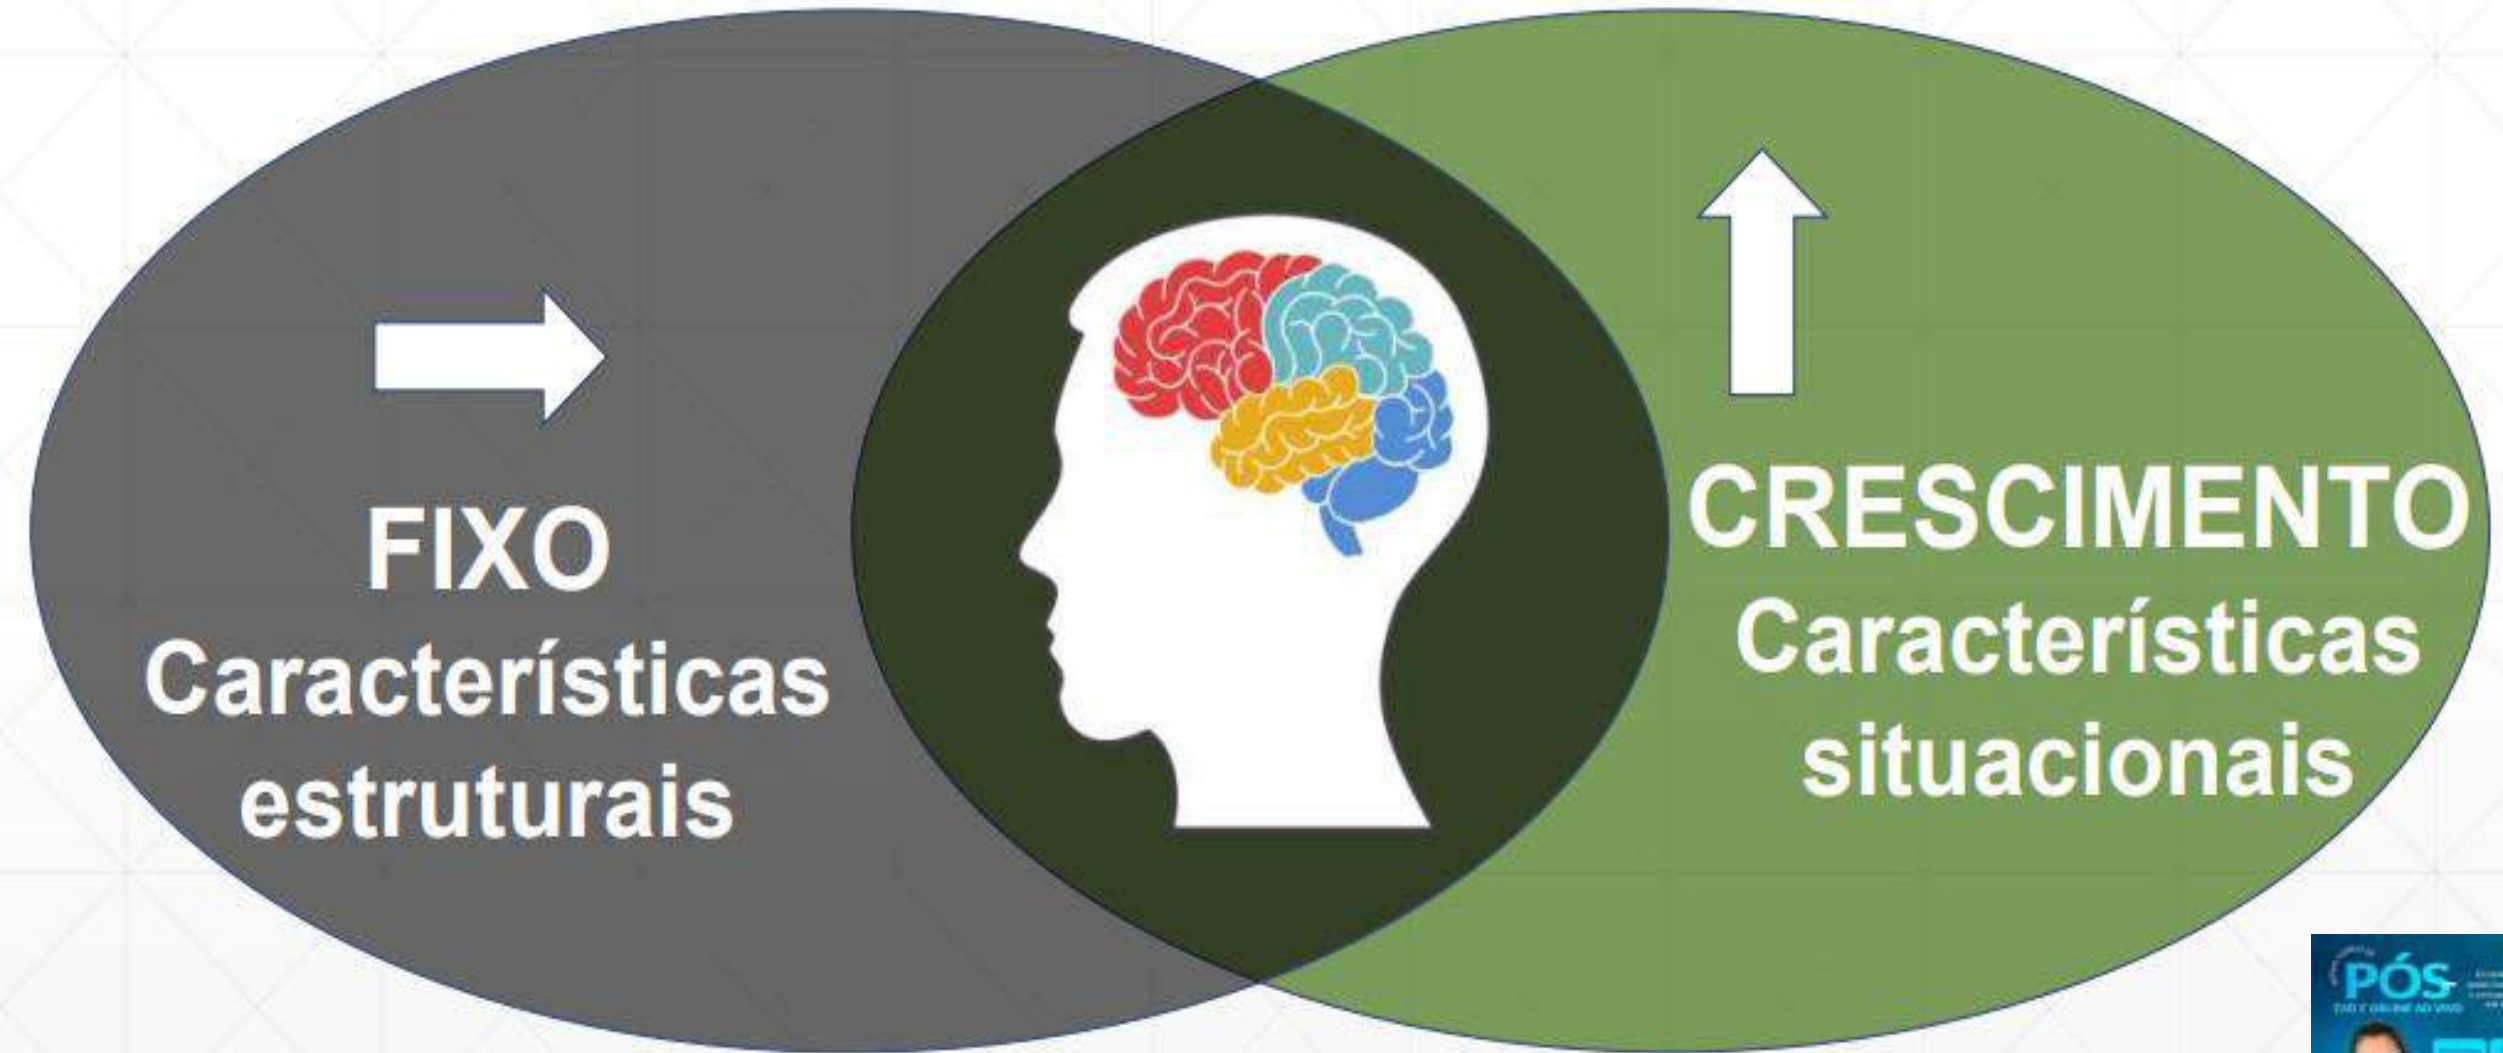 FIXO
Características
estruturais
CRESCIMENTO
Características
situacionais
PÓS